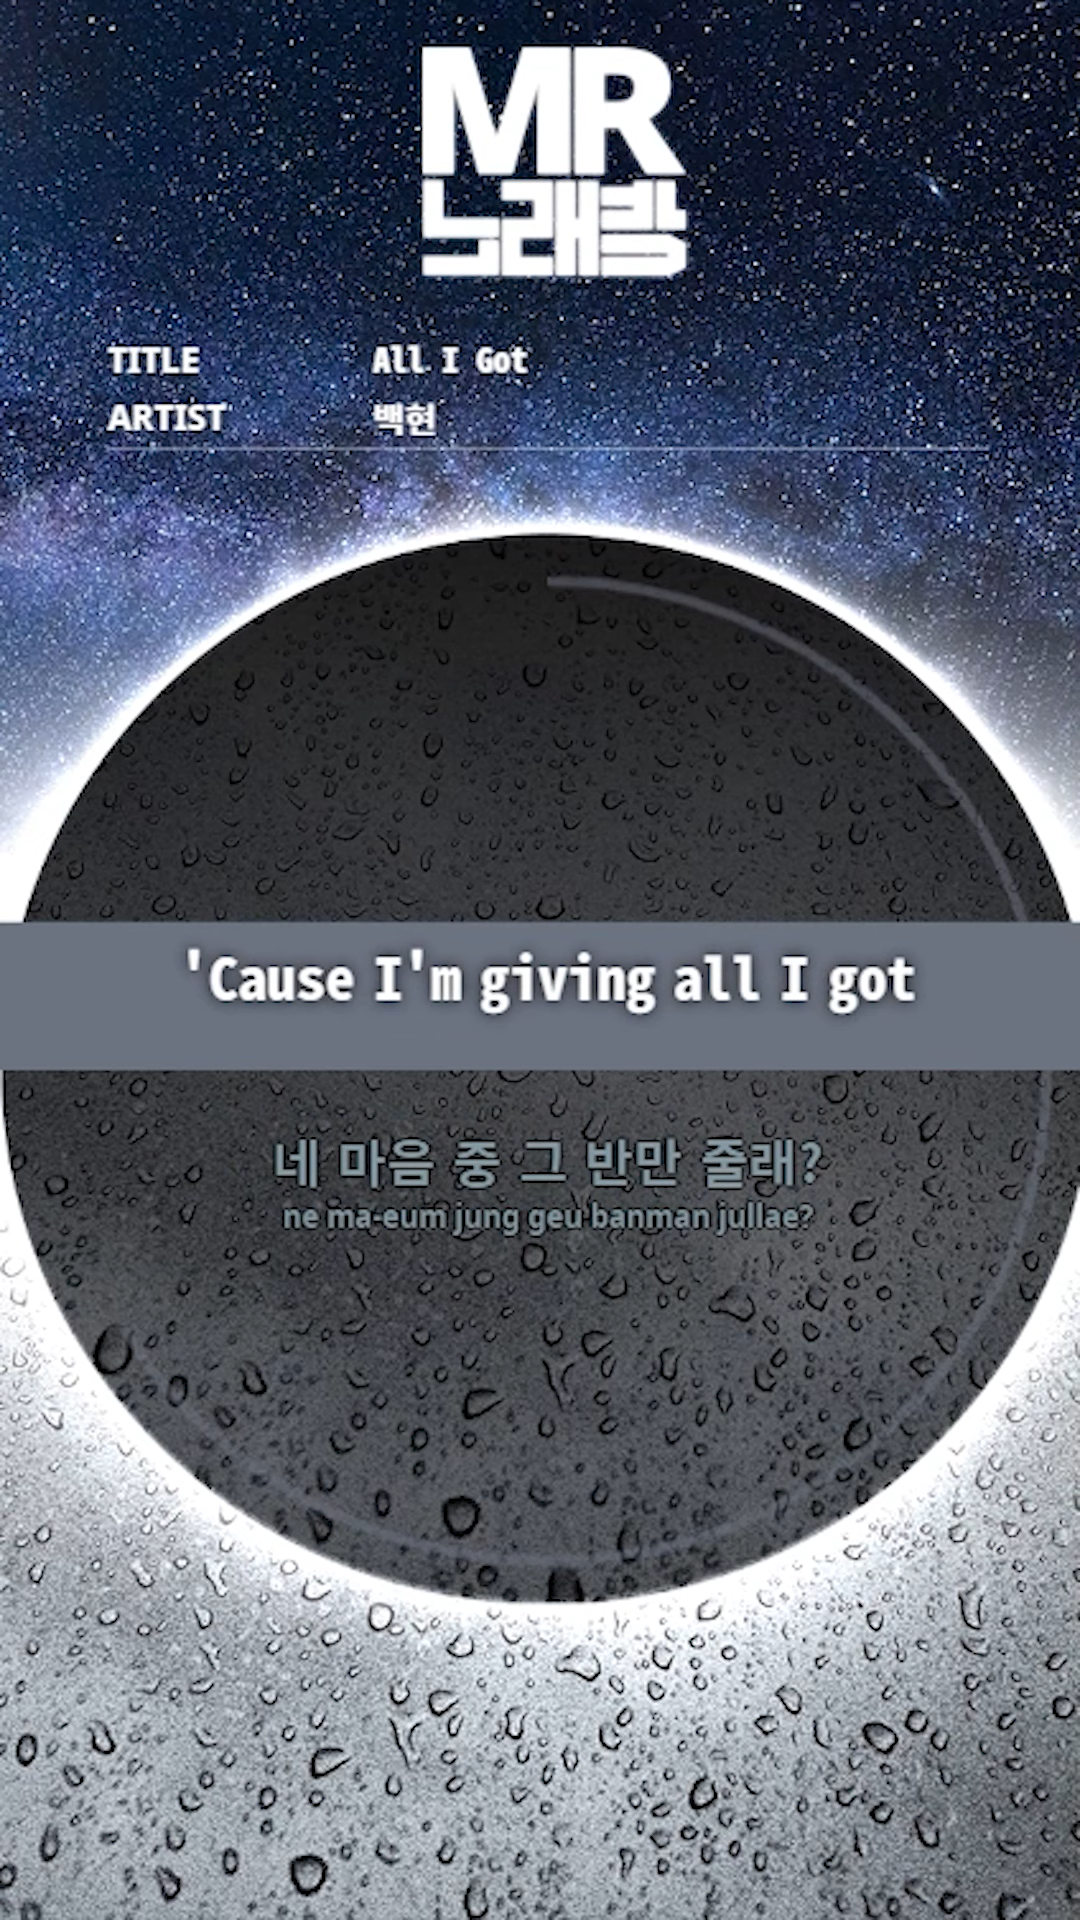 MR
노래방
TITLE All I Got
ARTIST 백현
'Cause I'm giving all I got
네 마음 중 그 반만 줄래?
ne ma-eum jung geu banman jullae?